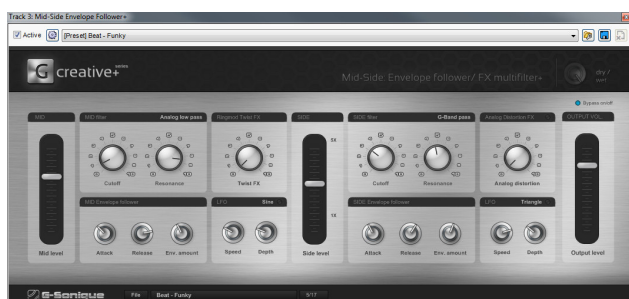 Track 3: Mid-Side Envelope Follower+
Active [Preset] Beat - Funky
G creative+ series
Mid-Side: Envelope follower/ FX multifilter+
dry / wet
Bypass on/off
MID MID filter Analog low pass Ringmod Twist FX SIDE SIDE filter G-Band pass Analog Distortion FX OUTPUT VOL.
5X
Cutoff Resonance Twist FX Cutoff Resonance Analog distortion
MID Envelope follower LFO Sine SIDE Envelope follower LFO Triangle
1X
Mid level Attack Release Env. amount Speed Depth Side level Attack Release Env. amount Speed Depth Output level
G-Sonique File Beat - Funky 5/17